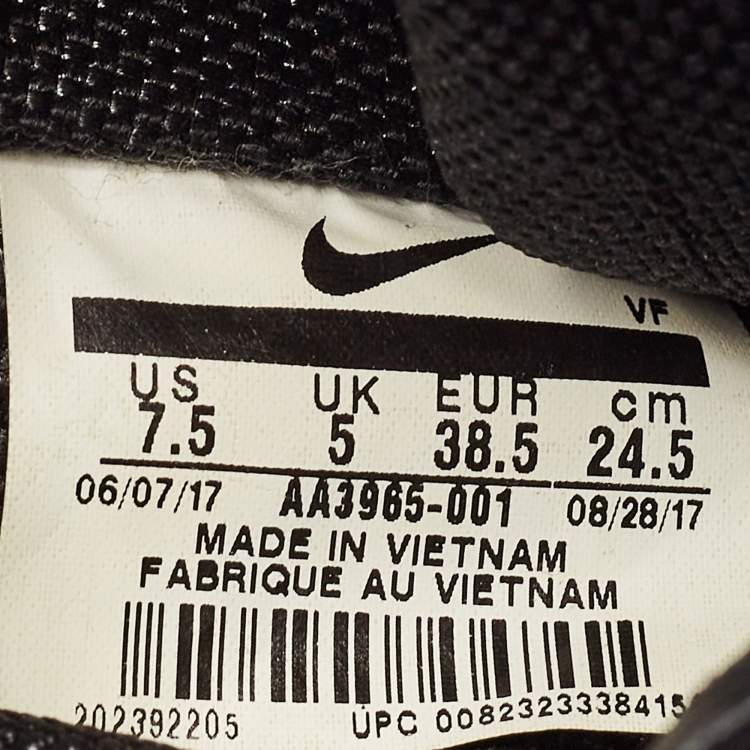 VF
US UK EUR cm
7.5 5 38.5 24.5
06/07/17 AA3965-001 08/28/17
MADE IN VIETNAM
FABRIQUE AU VIETNAM
202392205 UPC 00823233384154